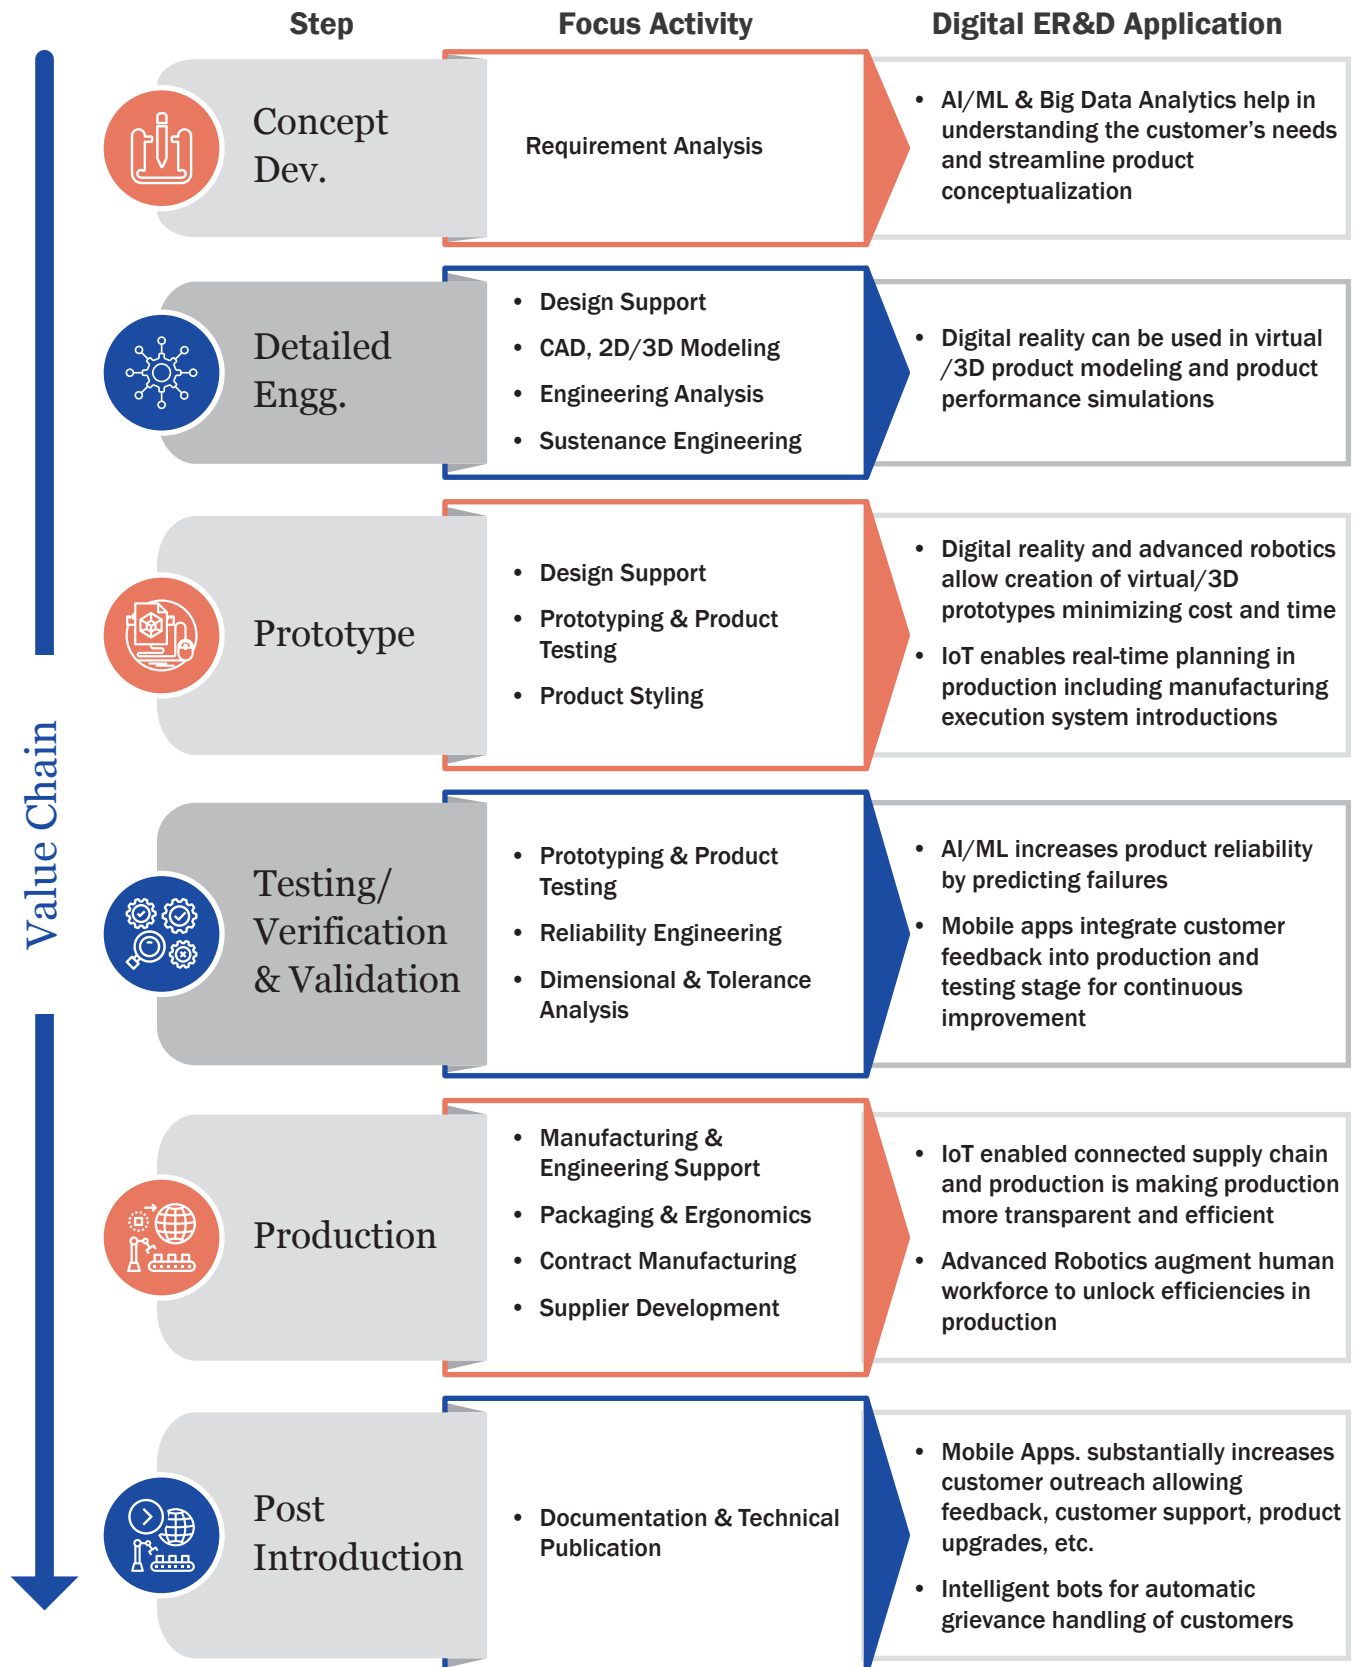 Step
Focus Activity
Digital ER&D Application
Value Chain
Concept
Dev.
Requirement Analysis
• AI/ML & Big Data Analytics help in
understanding the customer’s needs
and streamline product
conceptualization
Detailed
Engg.
• Design Support
• CAD, 2D/3D Modeling
• Engineering Analysis
• Sustenance Engineering
• Digital reality can be used in virtual
/3D product modeling and product
performance simulations
Prototype
• Design Support
• Prototyping & Product
Testing
• Product Styling
• Digital reality and advanced robotics
allow creation of virtual/3D
prototypes minimizing cost and time
• IoT enables real-time planning in
production including manufacturing
execution system introductions
Testing/
Verification
& Validation
• Prototyping & Product
Testing
• Reliability Engineering
• Dimensional & Tolerance
Analysis
• AI/ML increases product reliability
by predicting failures
• Mobile apps integrate customer
feedback into production and
testing stage for continuous
improvement
Production
• Manufacturing &
Engineering Support
• Packaging & Ergonomics
• Contract Manufacturing
• Supplier Development
• IoT enabled connected supply chain
and production is making production
more transparent and efficient
• Advanced Robotics augment human
workforce to unlock efficiencies in
production
Post
Introduction
• Documentation & Technical
Publication
• Mobile Apps. substantially increases
customer outreach allowing
feedback, customer support, product
upgrades, etc.
• Intelligent bots for automatic
grievance handling of customers